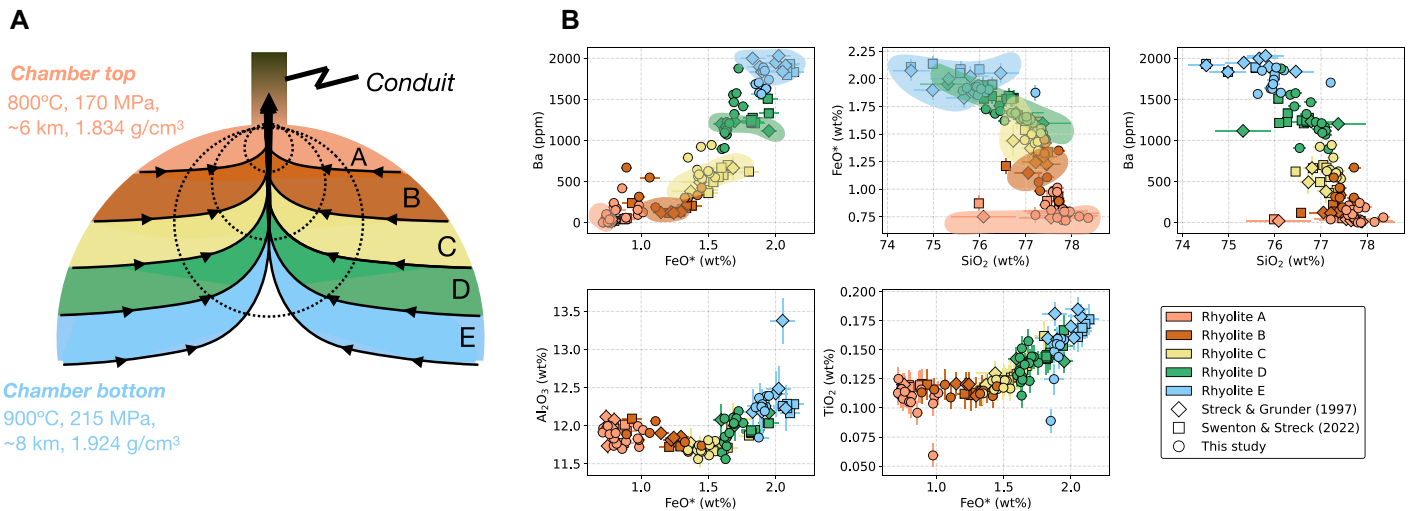 A
B
Chamber top
800ºC, 170 MPa,
~6 km, 1.834 g/cm³
Conduit
A
B
C
D
E
Chamber bottom
900ºC, 215 MPa,
~8 km, 1.924 g/cm³
2000
1500
1000
500
0
Ba (ppm)
1.0 1.5 2.0
FeO* (wt%)
2.25
2.00
1.75
1.50
1.25
1.00
0.75
FeO* (wt%)
74 75 76 77 78
SiO₂ (wt%)
2000
1500
1000
500
0
Ba (ppm)
74 75 76 77 78
SiO₂ (wt%)
13.5
13.0
12.5
12.0
11.5
Al₂O₃ (wt%)
1.0 1.5 2.0
FeO* (wt%)
0.200
0.175
0.150
0.125
0.100
0.075
0.050
TiO₂ (wt%)
1.0 1.5 2.0
FeO* (wt%)
Rhyolite A
Rhyolite B
Rhyolite C
Rhyolite D
Rhyolite E
Streck & Grunder (1997)
Swenton & Streck (2022)
This study